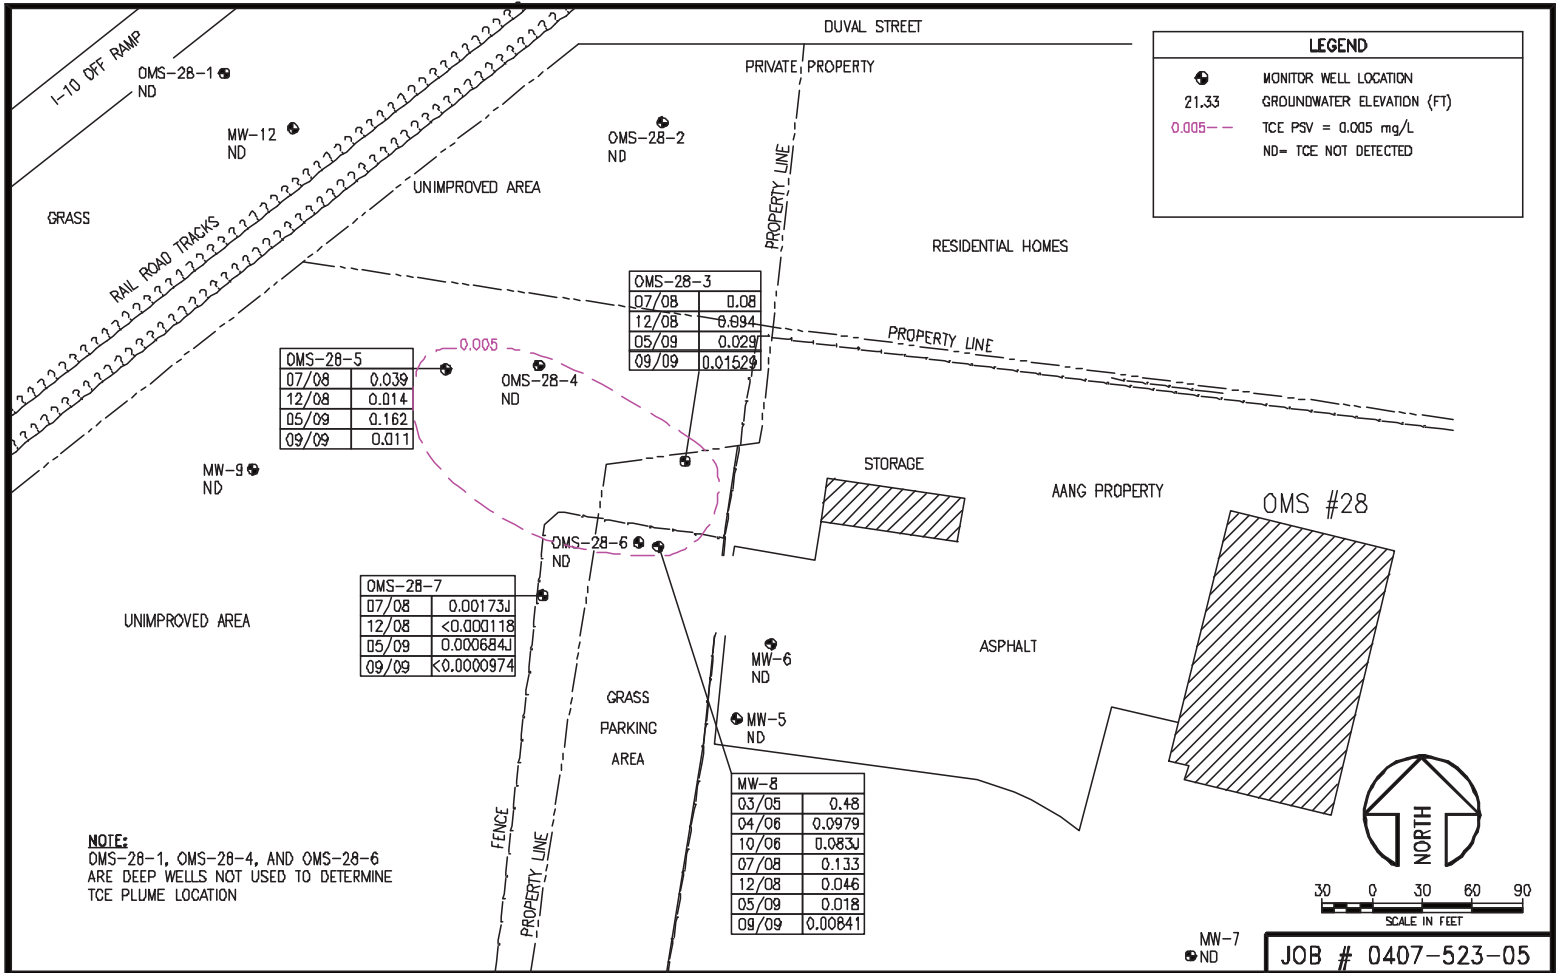 DUVAL STREET
I-10 OFF RAMP
OMS-28-1
ND
MW-12
ND
GRASS
RAIL ROAD TRACKS
PRIVATE PROPERTY
OMS-28-2
ND
UNIMPROVED AREA
PROPERTY LINE
RESIDENTIAL HOMES
LEGEND
MONITOR WELL LOCATION
21.33 GROUNDWATER ELEVATION (FT)
0.005-- TCE PSV = 0.005 mg/L
ND= TCE NOT DETECTED
OMS-28-3
07/08 0.08
12/08 0.094
05/09 0.029
09/09 0.01529
PROPERTY LINE
0.005
OMS-28-5
07/08 0.039
12/08 0.014
05/09 0.162
09/09 0.011
OMS-28-4
ND
MW-9
ND
STORAGE
AANG PROPERTY
OMS #28
OMS-28-6
ND
OMS-28-7
07/08 0.00173J
12/08 <0.000118
05/09 0.000684J
09/09 <0.0000974
UNIMPROVED AREA
MW-6
ND
ASPHALT
MW-5
ND
GRASS
PARKING
AREA
MW-8
03/05 0.48
04/06 0.0979
10/06 0.083J
07/08 0.133
12/08 0.046
05/09 0.018
09/09 0.00841
FENCE
PROPERTY LINE
NOTE:
OMS-28-1, OMS-28-4, AND OMS-28-6
ARE DEEP WELLS NOT USED TO DETERMINE
TCE PLUME LOCATION
NORTH
30 0 30 60 90
SCALE IN FEET
MW-7
ND
JOB # 0407-523-05